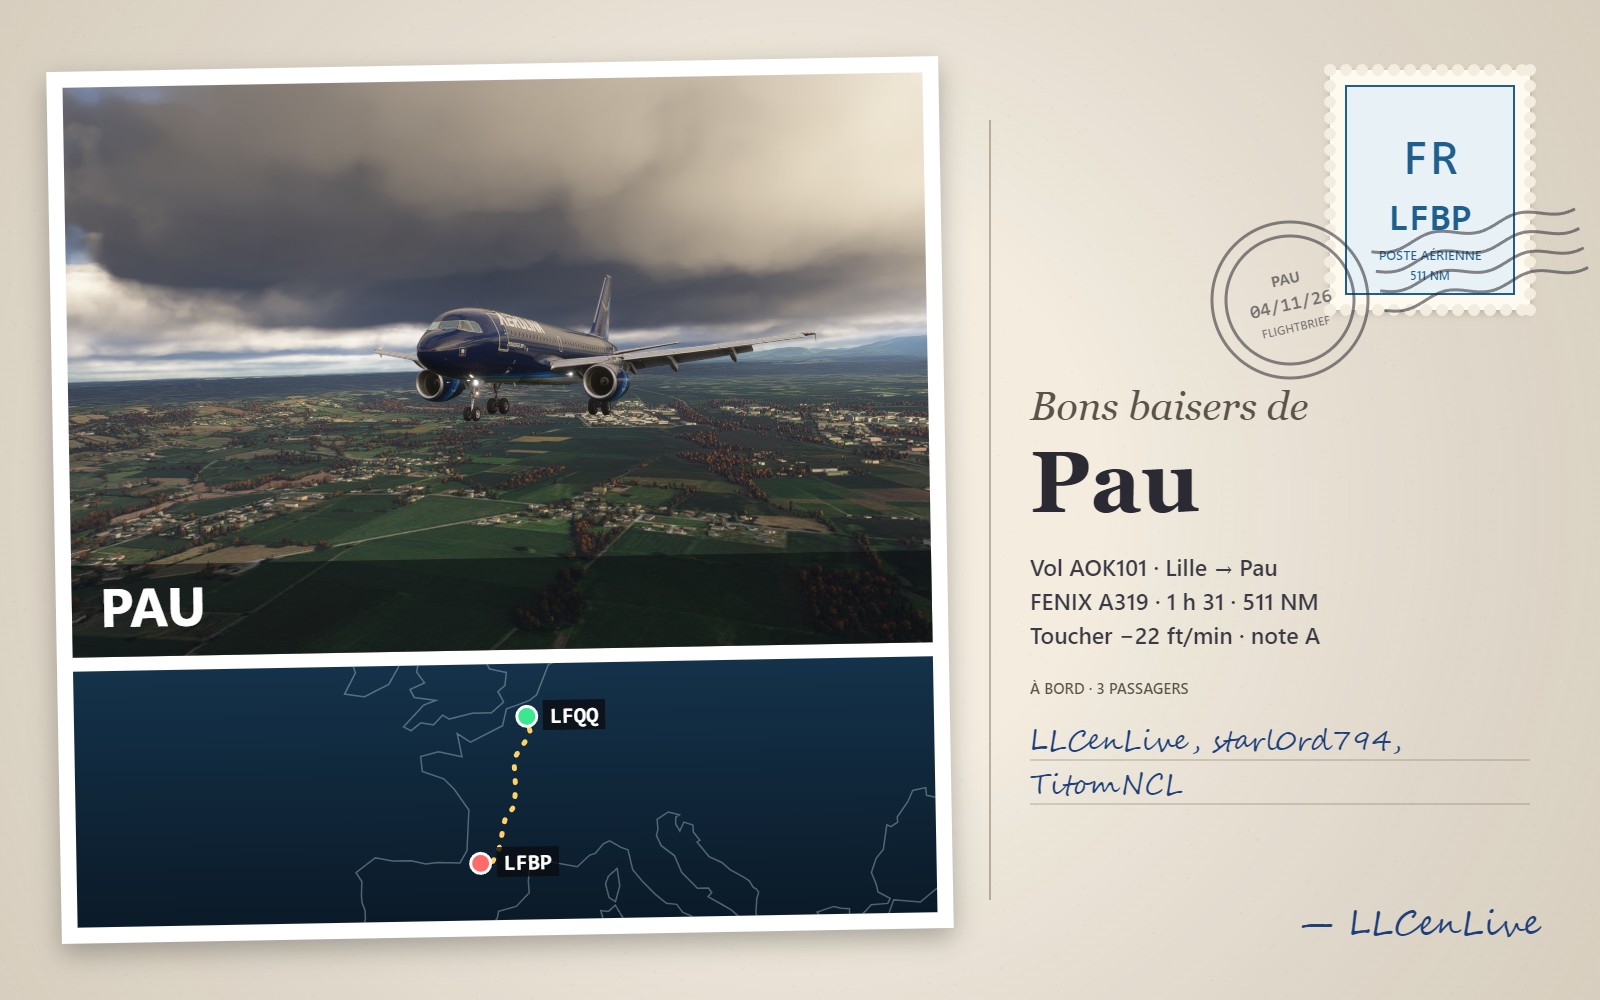 AEROLINK
PAU
LFQQ
LFBP
FR
LFBP
POSTE AÉRIENNE
511 NM
PAU
04/11/26
FLIGHTBRIEF
Bons baisers de
Pau
Vol AOK101 · Lille → Pau
FENIX A319 · 1 h 31 · 511 NM
Toucher −22 ft/min · note A
À BORD · 3 PASSAGERS
LLCenLive, starl0rd794,
TitomNCL
— LLCenLive